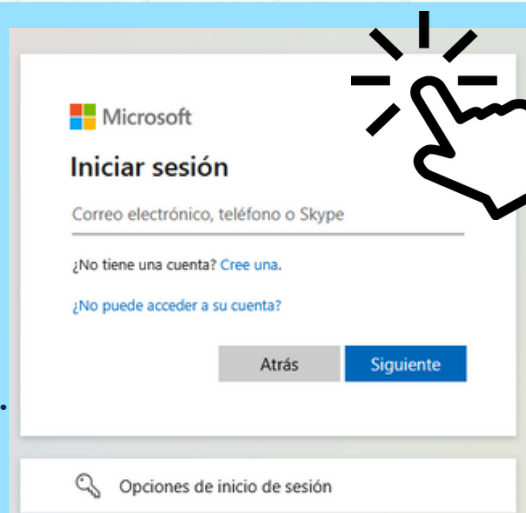 Microsoft
Iniciar sesión
Correo electrónico, teléfono o Skype
¿No tiene una cuenta? Cree una.
¿No puede acceder a su cuenta?
Atrás Siguiente
.
Opciones de inicio de sesión